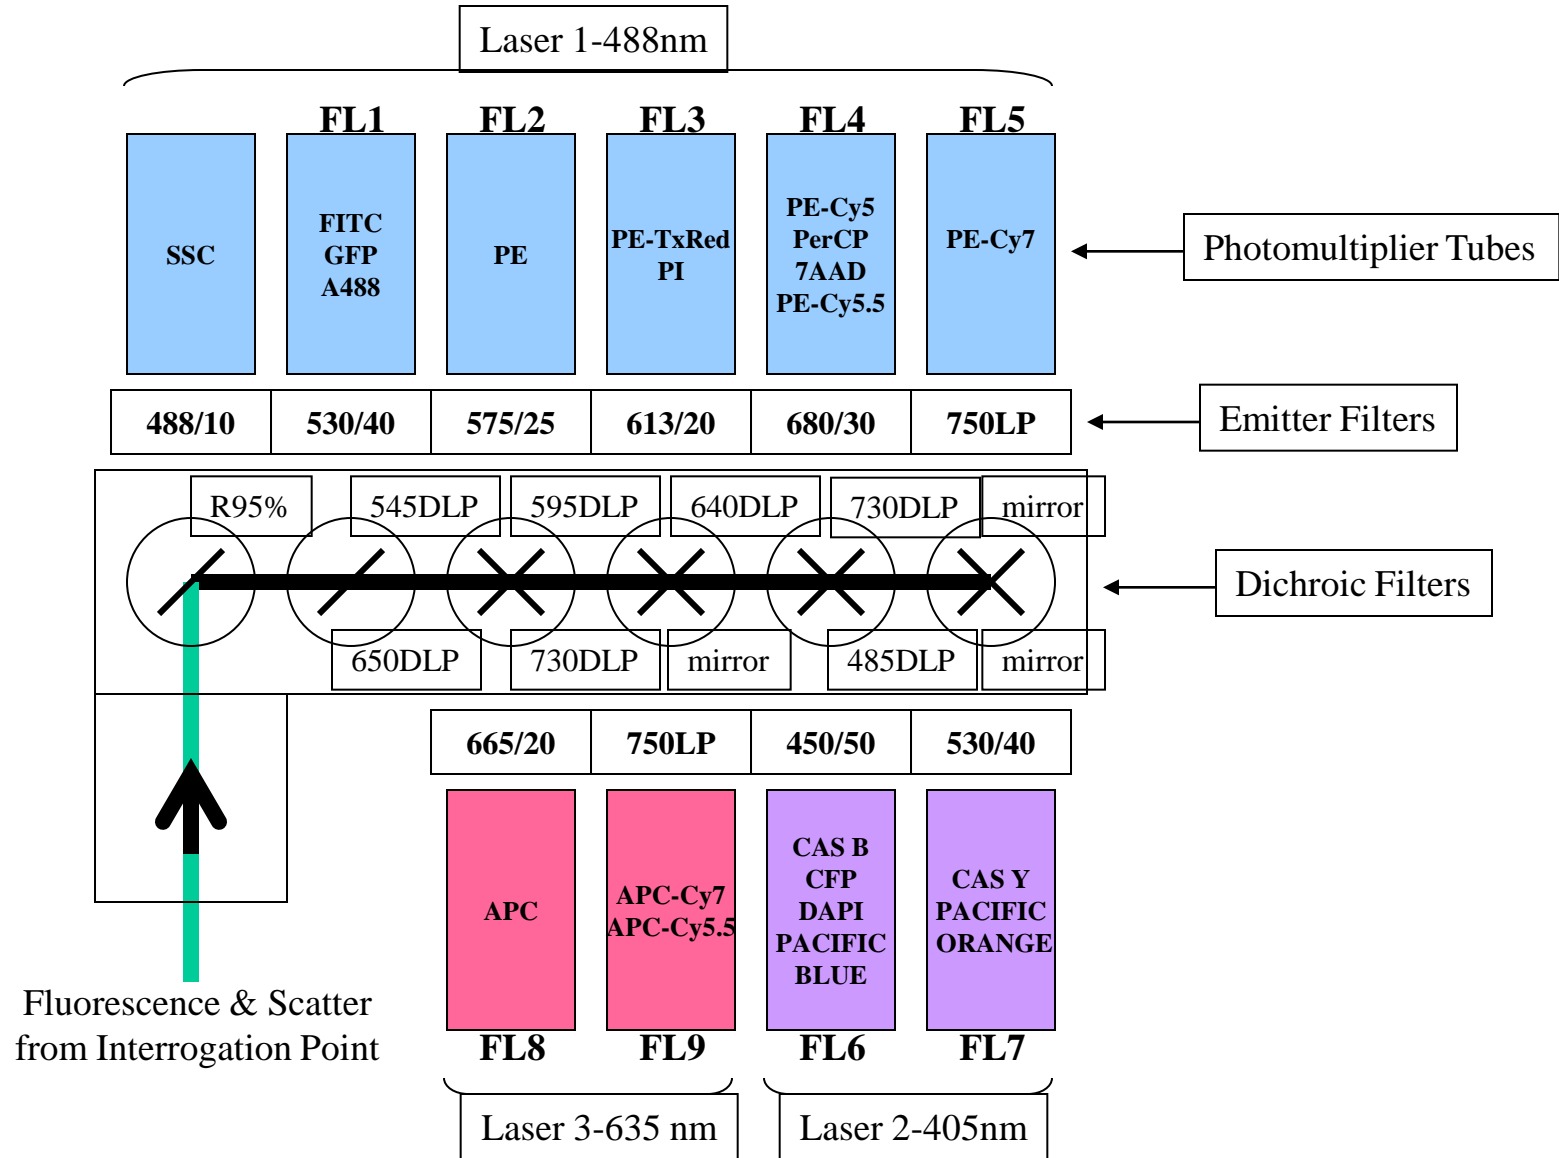 Laser 1-488nm
FL1 FL2 FL3 FL4 FL5
SSC
FITC
GFP
A488
PE
PE-TxRed
PI
PE-Cy5
PerCP
7AAD
PE-Cy5.5
PE-Cy7
Photomultiplier Tubes
488/10 530/40 575/25 613/20 680/30 750LP
Emitter Filters
R95% 545DLP 595DLP 640DLP 730DLP mirror
Dichroic Filters
650DLP 730DLP mirror 485DLP mirror
665/20 750LP 450/50 530/40
APC
APC-Cy7
APC-Cy5.5
CAS B
CFP
DAPI
PACIFIC
BLUE
CAS Y
PACIFIC
ORANGE
Fluorescence & Scatter
from Interrogation Point
FL8 FL9 FL6 FL7
Laser 3-635 nm
Laser 2-405nm